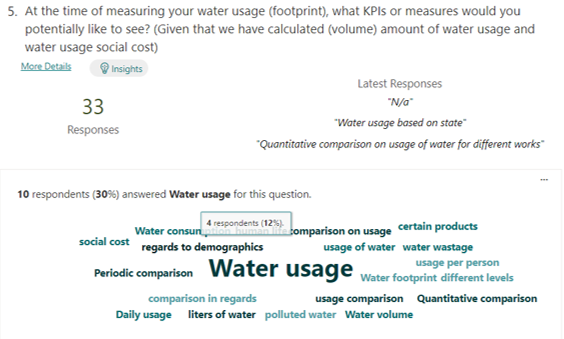 5. At the time of measuring your water usage (footprint), what KPIs or measures would you
potentially like to see? (Given that we have calculated (volume) amount of water usage and
water usage social cost)
More Details
Insights
33
Responses
Latest Responses
"N/a"
"Water usage based on state"
"Quantitative comparison on usage of water for different works"
...
10 respondents (30%) answered Water usage for this question.
4 respondents (12%)
Water consumption human life comparison on usage certain products
social cost regards to demographics usage of water water wastage
Periodic comparison Water usage usage per person
Water footprint different levels
comparison in regards usage comparison Quantitative comparison
Daily usage liters of water polluted water Water volume